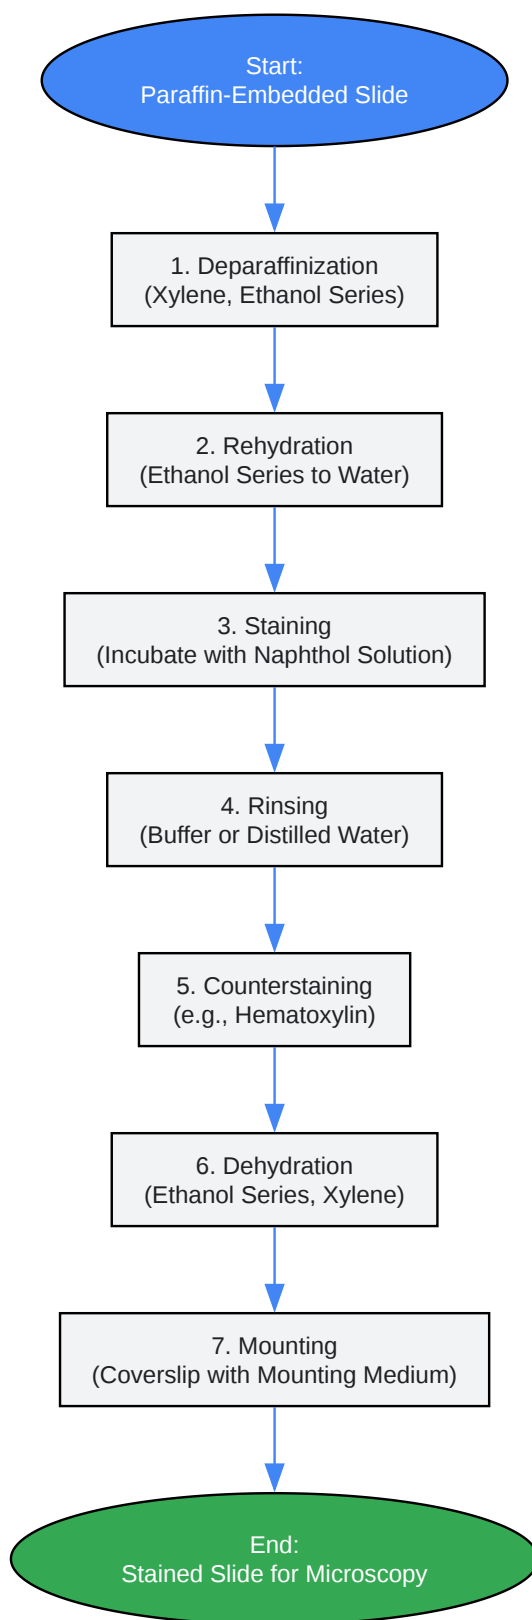 Start:
Paraffin-Embedded Slide
1. Deparaffinization
(Xylene, Ethanol Series)
2. Rehydration
(Ethanol Series to Water)
3. Staining
(Incubate with Naphthol Solution)
4. Rinsing
(Buffer or Distilled Water)
5. Counterstaining
(e.g., Hematoxylin)
6. Dehydration
(Ethanol Series, Xylene)
7. Mounting
(Coverslip with Mounting Medium)
End:
Stained Slide for Microscopy